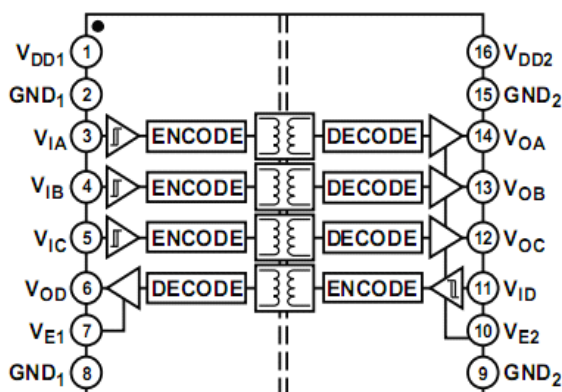 VDD1 1 16 VDD2
GND1 2 15 GND2
VIA 3 ENCODE DECODE 14 VOA
VIB 4 ENCODE DECODE 13 VOB
VIC 5 ENCODE DECODE 12 VOC
VOD 6 DECODE ENCODE 11 VID
VE1 7 10 VE2
GND1 8 9 GND2